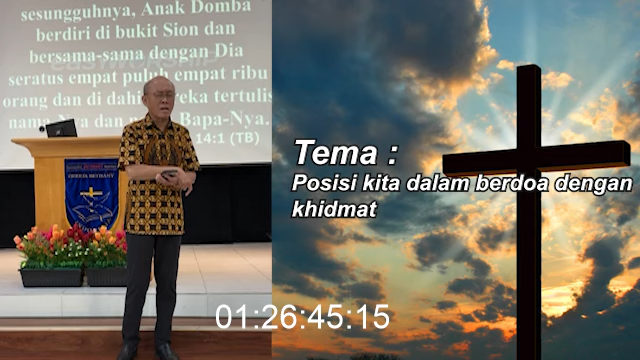 sesungguhnya, Anak Domba
berdiri di bukit Sion dan
bersama-sama dengan Dia
seratus empat puluh empat ribu
orang dan di dahi mereka tertulis
nama-Nya dan Bapa-Nya.
14:1 (TB)
GEREJA BETHANY
Tema :
Posisi kita dalam berdoa dengan
khidmat
01:26:45:15